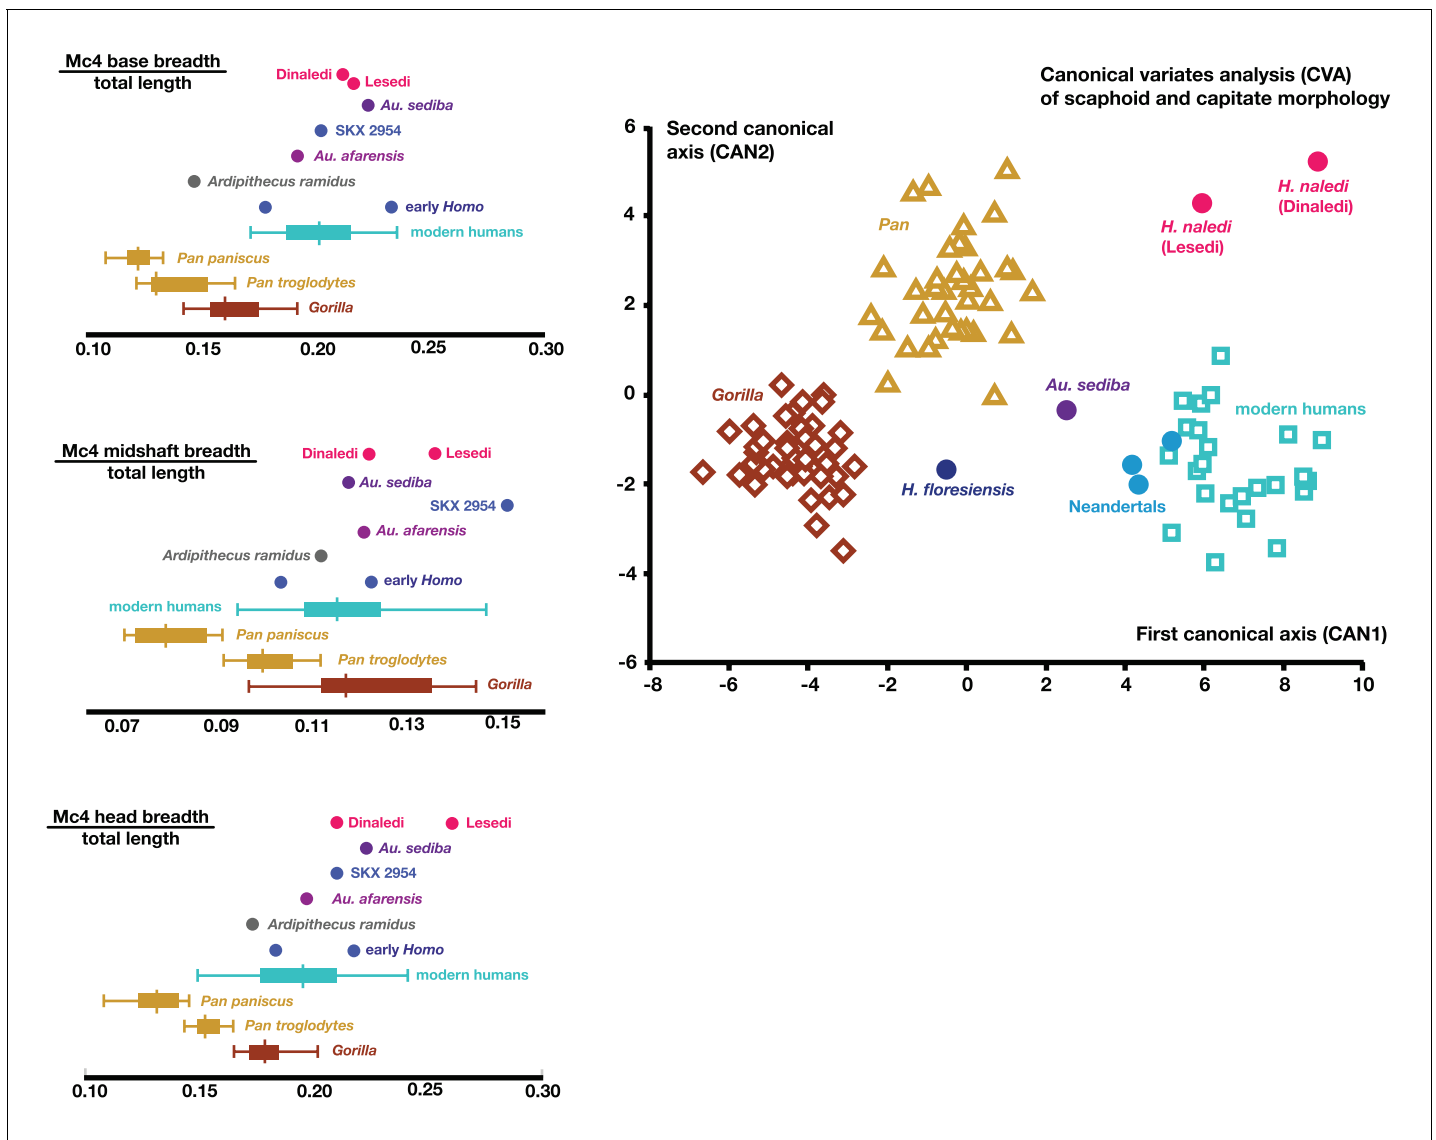 Mc4 base breadth
total length
Dinaledi
Lesedi
Au. sediba
SKX 2954
Au. afarensis
Ardipithecus ramidus
early Homo
modern humans
Pan paniscus
Pan troglodytes
Gorilla
0.10 0.15 0.20 0.25 0.30
Mc4 midshaft breadth
total length
Dinaledi Lesedi
Au. sediba
SKX 2954
Au. afarensis
Ardipithecus ramidus
early Homo
modern humans
Pan paniscus
Pan troglodytes
Gorilla
0.07 0.09 0.11 0.13 0.15
Mc4 head breadth
total length
Dinaledi Lesedi
Au. sediba
SKX 2954
Au. afarensis
Ardipithecus ramidus
early Homo
modern humans
Pan paniscus
Pan troglodytes
Gorilla
0.10 0.15 0.20 0.25 0.30
Canonical variates analysis (CVA)
of scaphoid and capitate morphology
Second canonical
axis (CAN2)
6
4
2
0
-2
-4
-6
H. naledi
(Dinaledi)
H. naledi
(Lesedi)
Pan
Au. sediba
Gorilla
modern humans
H. floresiensis
Neandertals
First canonical axis (CAN1)
-8 -6 -4 -2 0 2 4 6 8 10